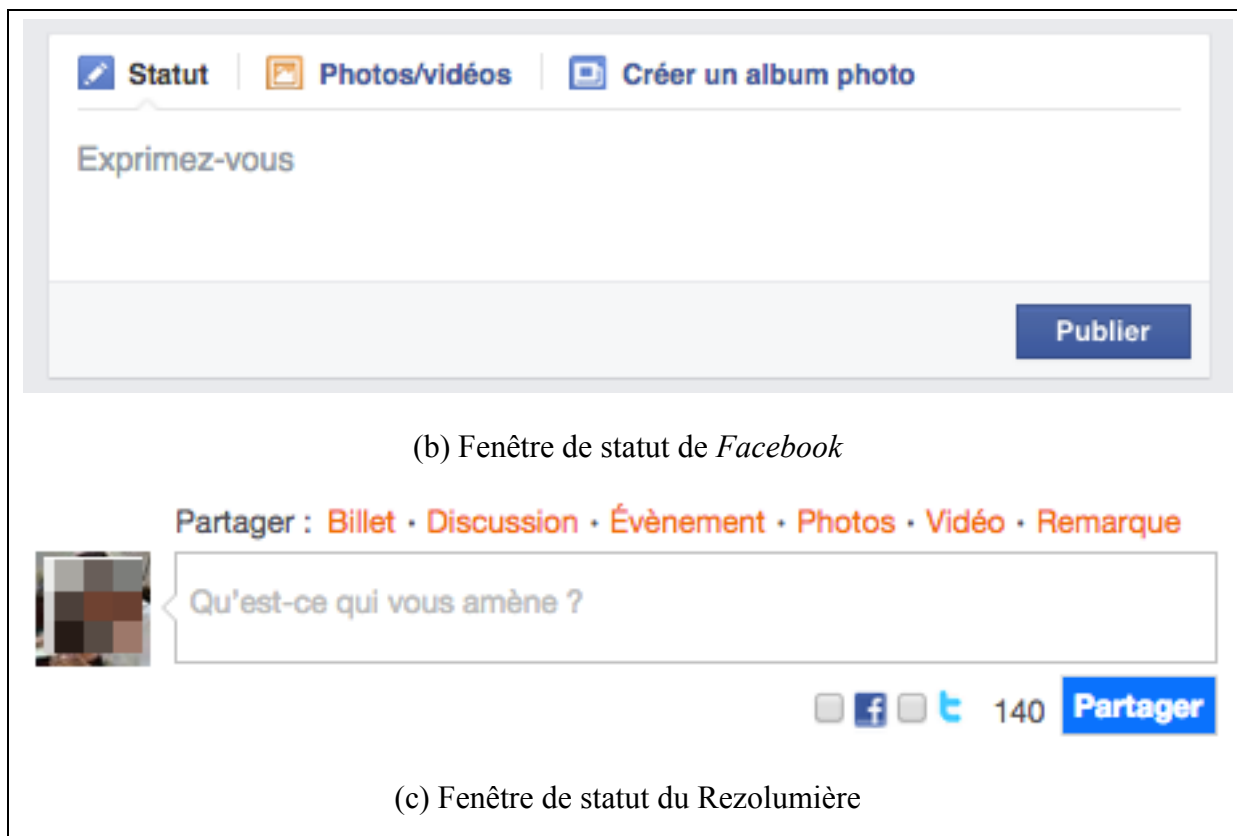 Statut Photos/vidéos Créer un album photo
Exprimez-vous
Publier
(b) Fenêtre de statut de Facebook
Partager : Billet · Discussion · Évènement · Photos · Vidéo · Remarque
Qu'est-ce qui vous amène ?
140 Partager
(c) Fenêtre de statut du Rezolumière